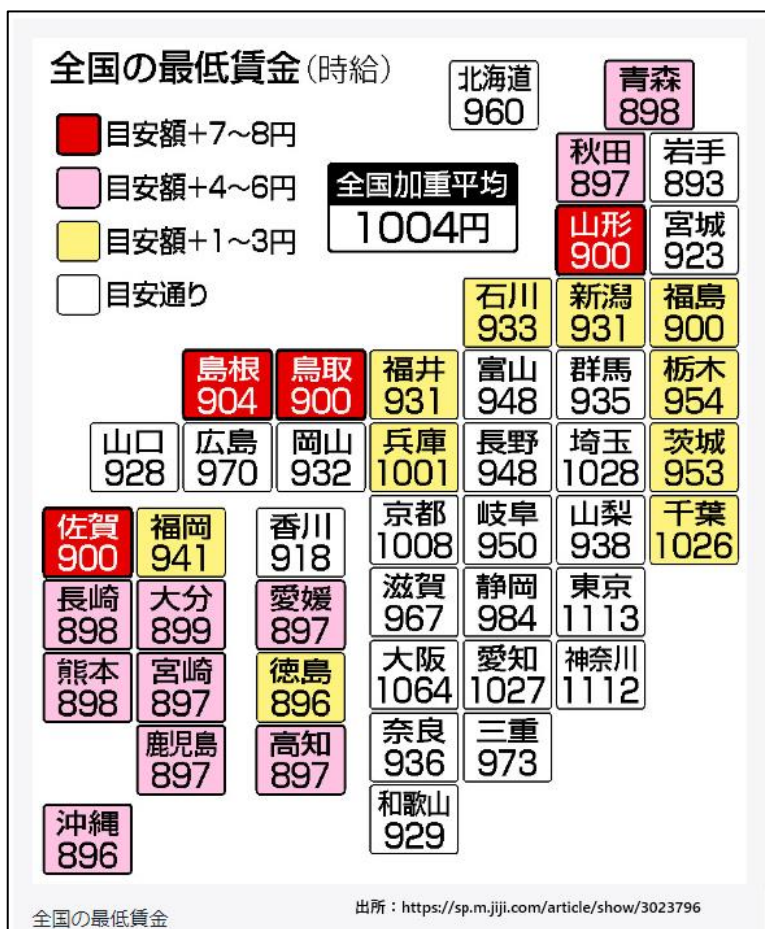 全国の最低賃金(時給)
目安額+7〜8円
目安額+4〜6円
目安額+1〜3円
目安通り
全国加重平均
1004円
北海道
960
青森
898
秋田
897
岩手
893
山形
900
宮城
923
石川
933
新潟
931
福島
900
島根
904
鳥取
900
福井
931
富山
948
群馬
935
栃木
954
山口
928
広島
970
岡山
932
兵庫
1001
長野
948
埼玉
1028
茨城
953
佐賀
900
福岡
941
香川
918
京都
1008
岐阜
950
山梨
938
千葉
1026
長崎
898
大分
899
愛媛
897
滋賀
967
静岡
984
東京
1113
熊本
898
宮崎
897
徳島
896
大阪
1064
愛知
1027
神奈川
1112
鹿児島
897
高知
897
奈良
936
三重
973
沖縄
896
和歌山
929
全国の最低賃金
出所:https://sp.m.jiji.com/article/show/3023796